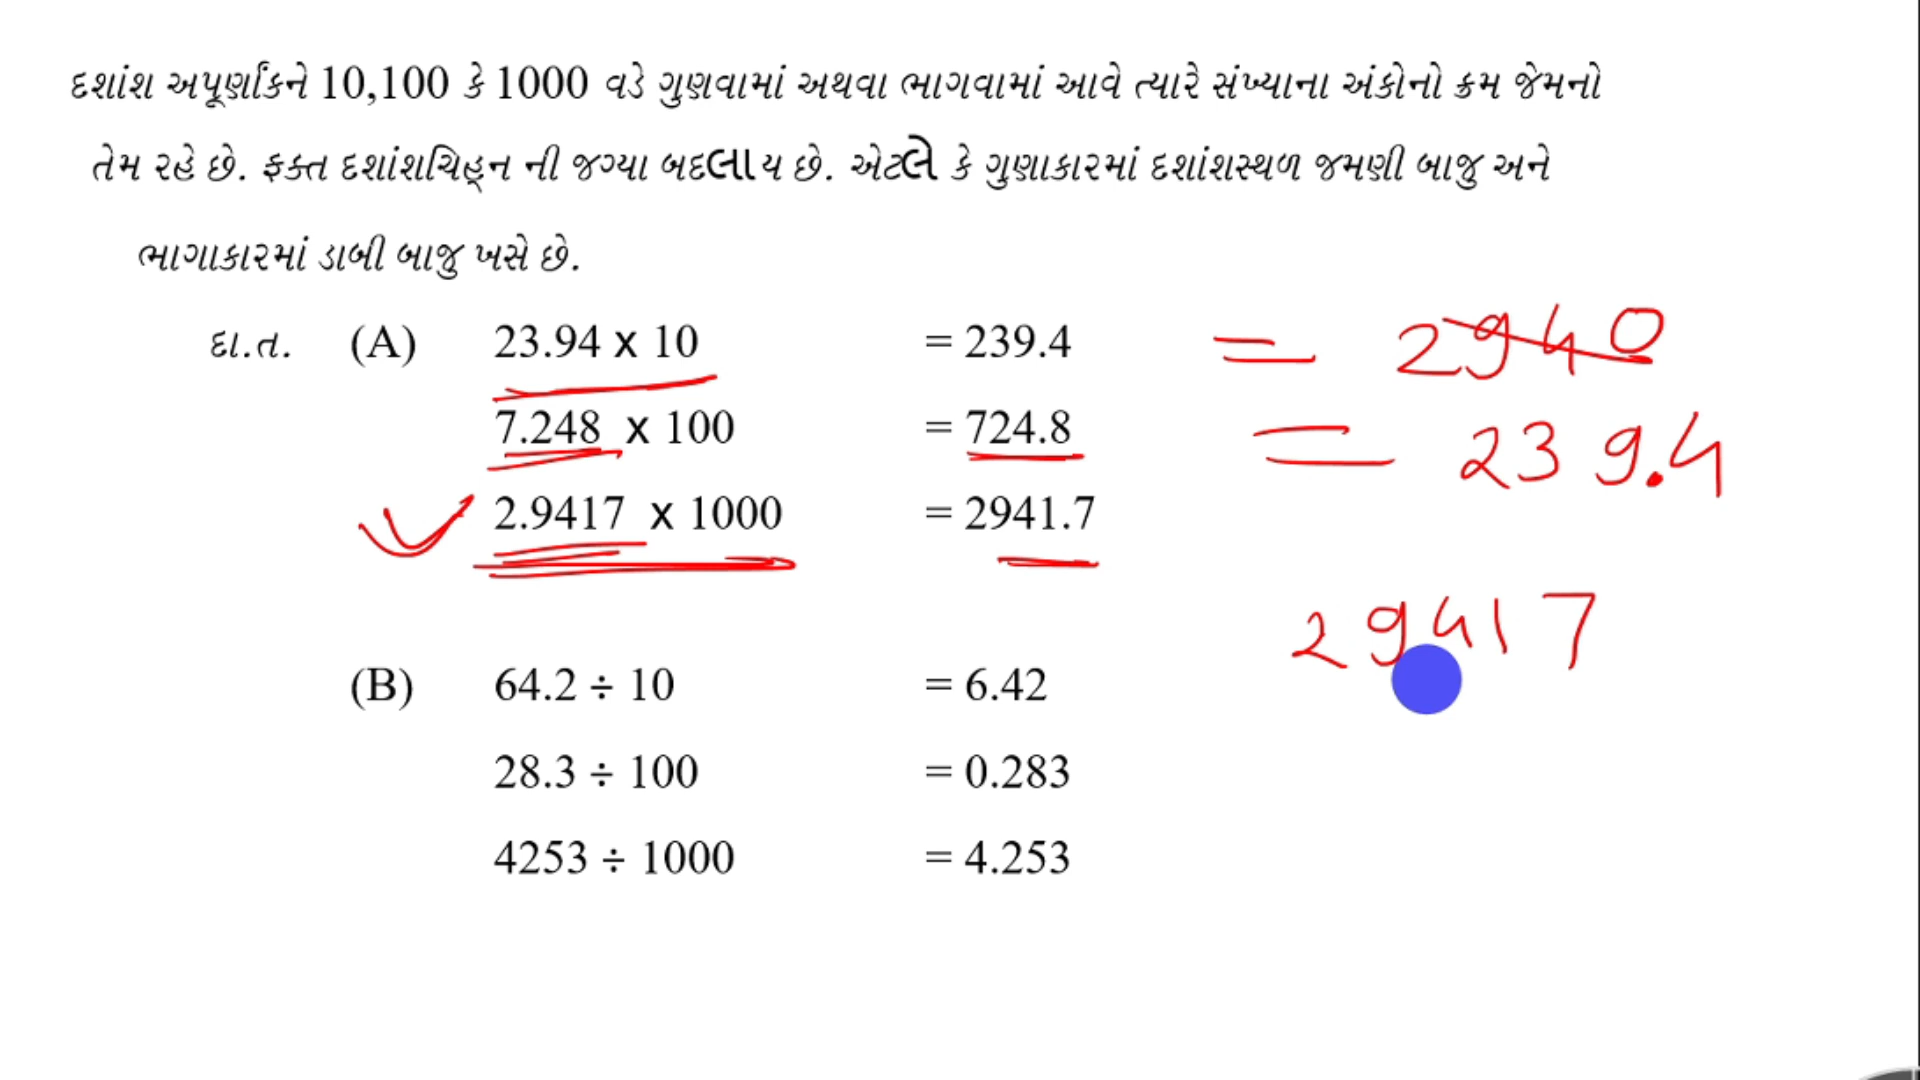 દશાંશ અપૂર્ણાંકને 10,100 કે 1000 વડે ગુણવામાં અથવા ભાગવામાં આવે ત્યારે સંખ્યાના અંકોનો ક્રમ જેમનો
તેમ રહે છે. ફક્ત દશાંશચિહ્ન ની જગ્યા બદલાય છે. એટલે કે ગુણાકારમાં દશાંશસ્થળ જમણી બાજુ અને
ભાગાકારમાં ડાબી બાજુ ખસે છે.
દા.ત. (A) 23.94 x 10 = 239.4 = 2940
7.248 x 100 = 724.8 = 239.4
2.9417 x 1000 = 2941.7
29417
(B) 64.2 ÷ 10 = 6.42
28.3 ÷ 100 = 0.283
4253 ÷ 1000 = 4.253